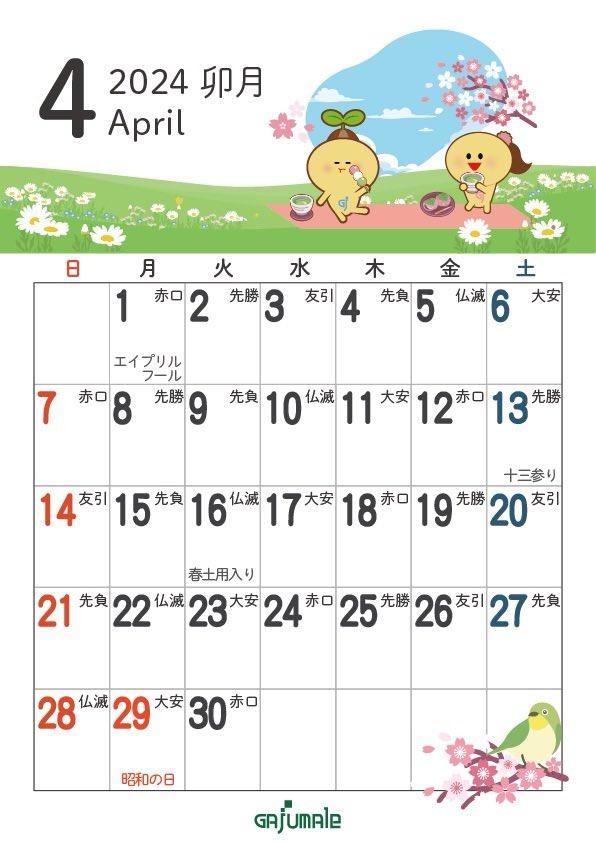 4
2024 卯月
April
日 月 火 水 木 金 土
1 赤口 2 先勝 3 友引 4 先負 5 仏滅 6 大安
エイプリル
フール
7 赤口 8 先勝 9 先負 10 仏滅 11 大安 12 赤口 13 先勝
十三参り
14 友引 15 先負 16 仏滅 17 大安 18 赤口 19 先勝 20 友引
春土用入り
21 先負 22 仏滅 23 大安 24 赤口 25 先勝 26 友引 27 先負
28 仏滅 29 大安 30 赤口
昭和の日
GAJUMALE